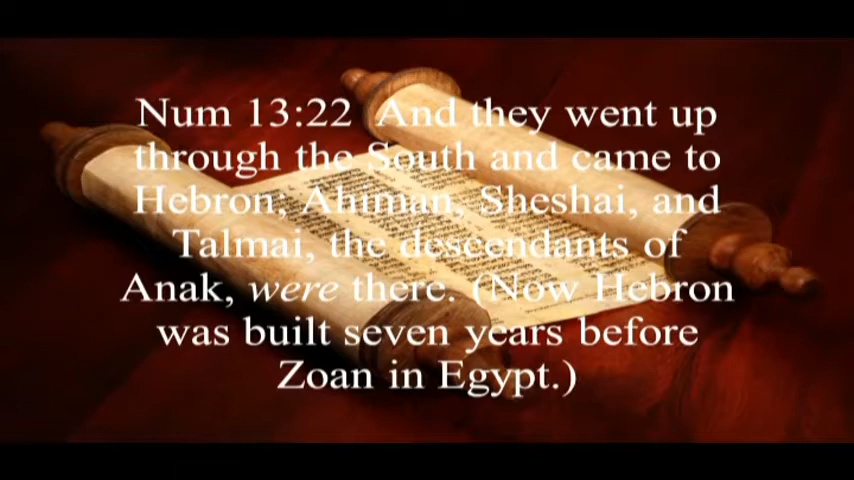 Num 13:22 And they went up
through the South and came to
Hebron; Ahiman, Sheshai, and
Talmai, the descendants of
Anak, were there. (Now Hebron
was built seven years before
Zoan in Egypt.)